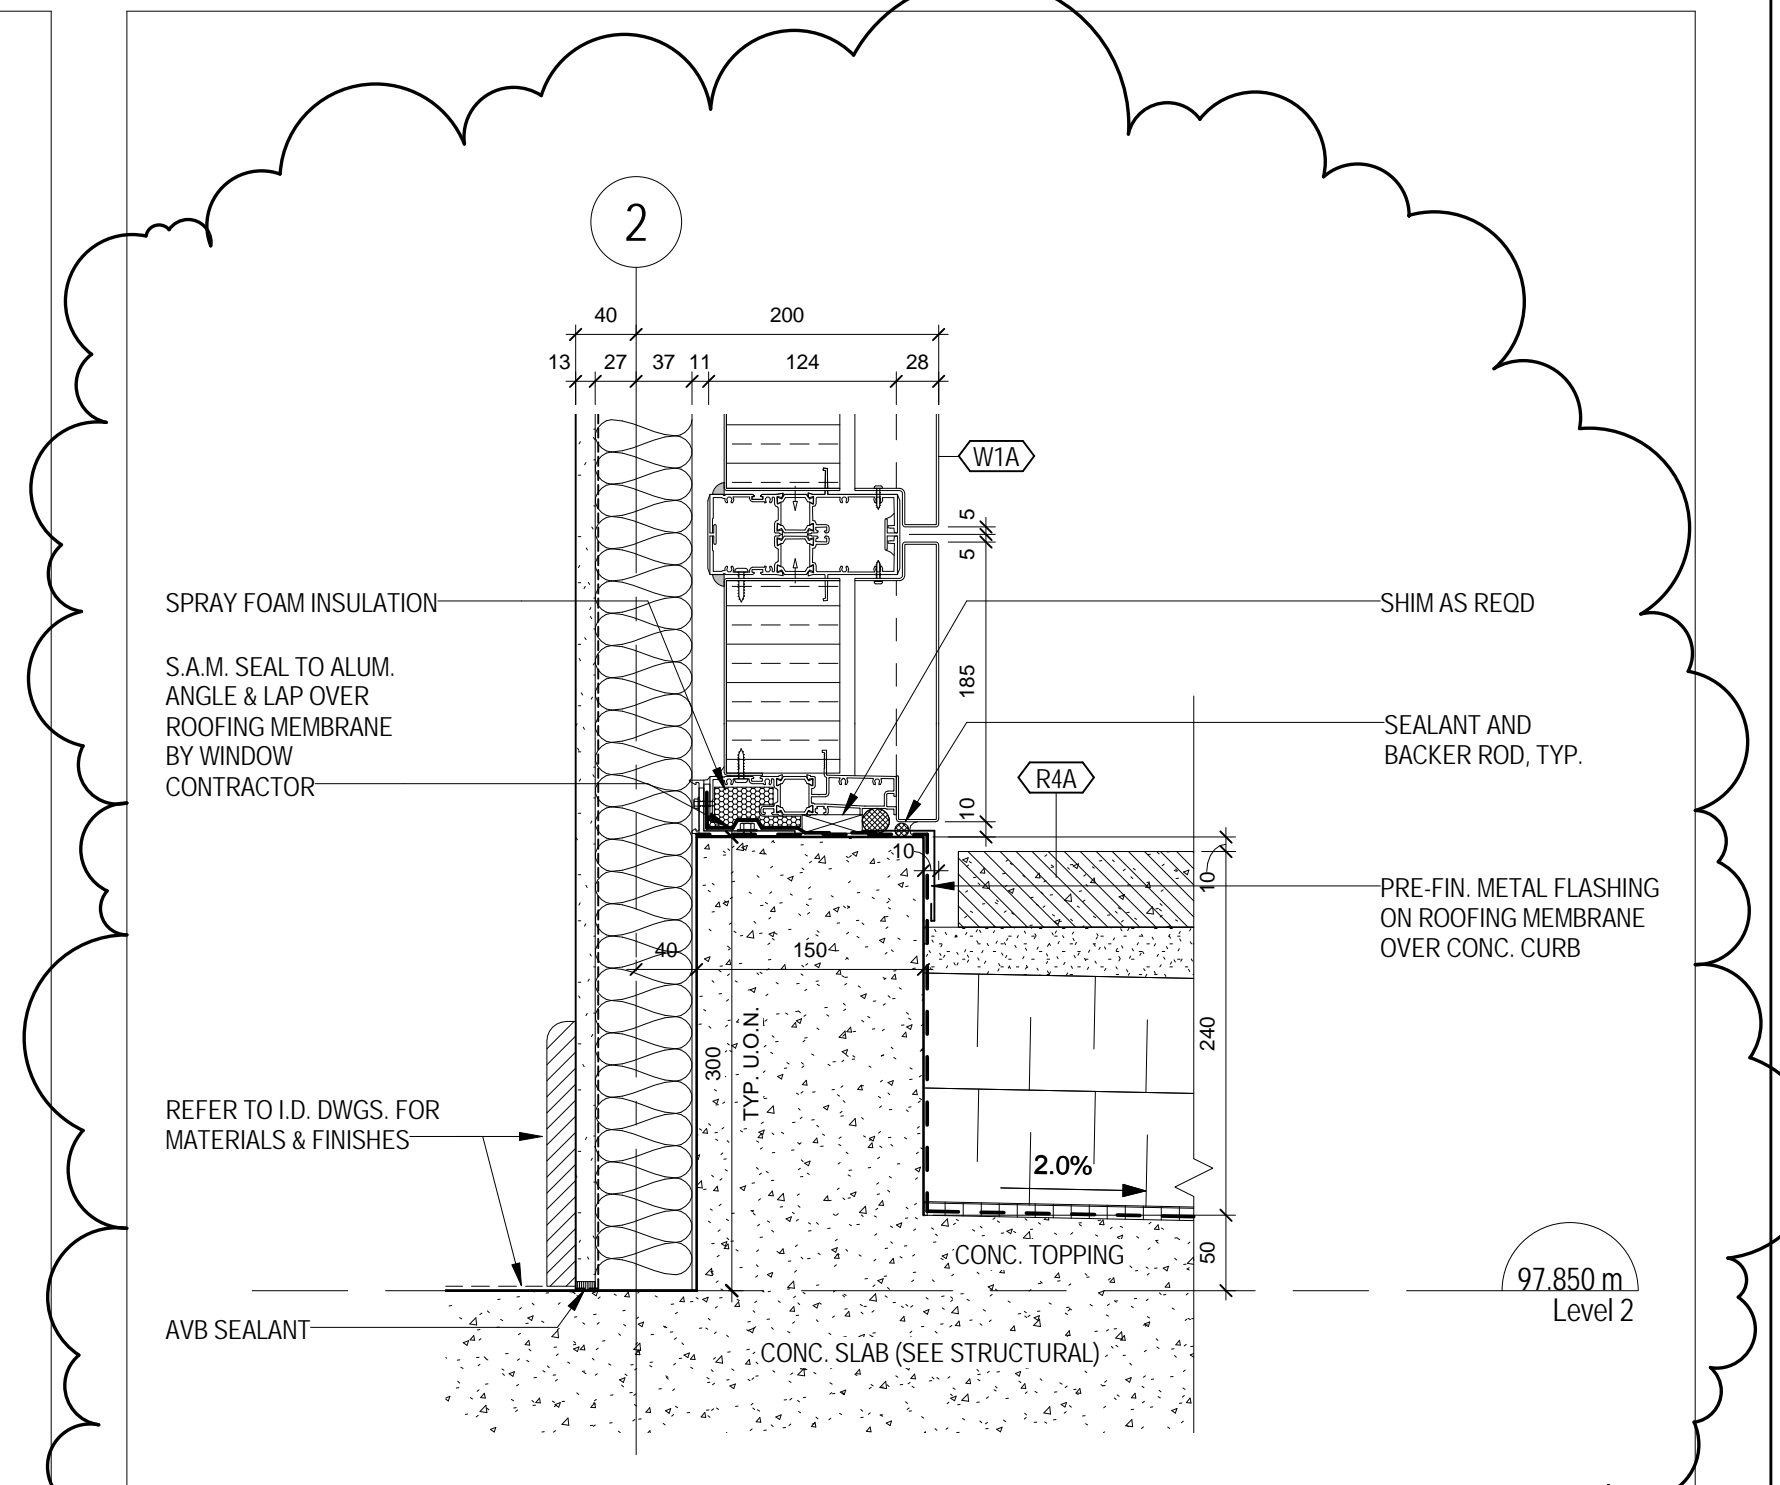 2
40
200
13
27
37
11
124
28
W1A
5
5
SPRAY FOAM INSULATION
SHIM AS REQD
S.A.M. SEAL TO ALUM.
ANGLE & LAP OVER
ROOFING MEMBRANE
BY WINDOW
CONTRACTOR
185
SEALANT AND
BACKER ROD, TYP.
R4A
10
10
10
PRE-FIN. METAL FLASHING
ON ROOFING MEMBRANE
OVER CONC. CURB
40
150
300
TYP. U.O.N.
240
REFER TO I.D. DWGS. FOR
MATERIALS & FINISHES
2.0%
CONC. TOPPING
50
97.850 m
Level 2
AVB SEALANT
CONC. SLAB (SEE STRUCTURAL)